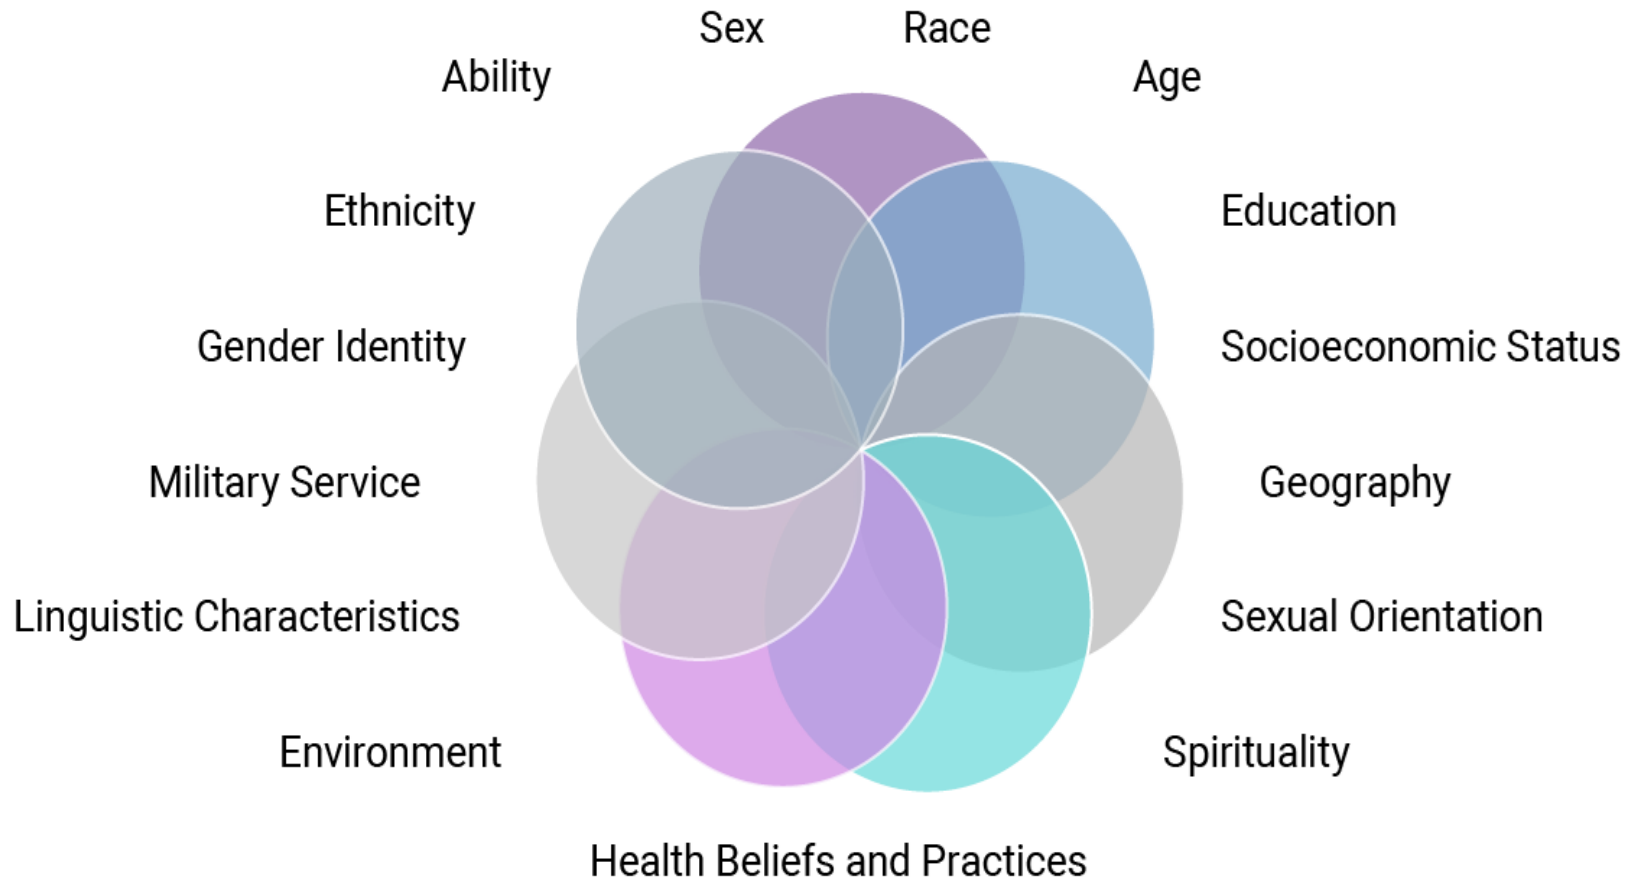 Sex
Race
Ability
Age
Ethnicity
Education
Gender Identity
Socioeconomic Status
Military Service
Geography
Linguistic Characteristics
Sexual Orientation
Environment
Spirituality
Health Beliefs and Practices